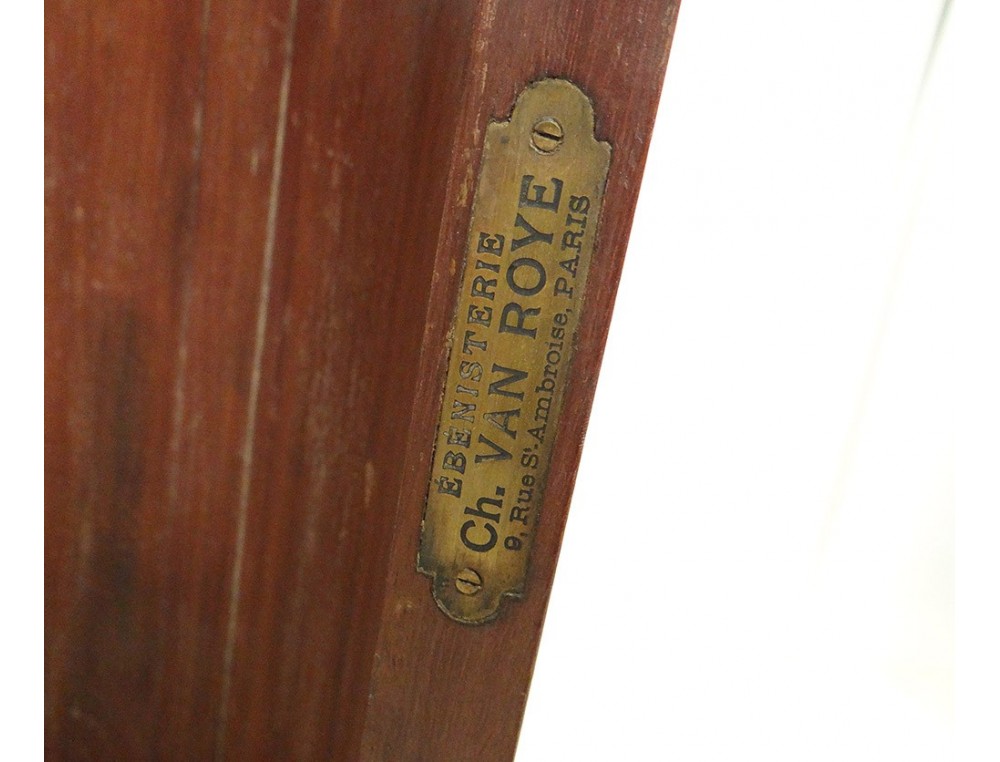 ÉBÉNISTERIE
Ch. VAN ROYE
9, Rue St. Ambroise, PARIS